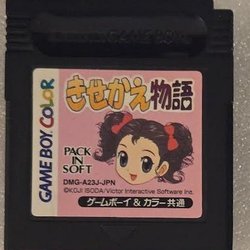 GAME BOY COLOR
きせかえ物語
PACK
IN
SOFT
DMG-A23J-JPN
©KOJI ISODA/Victor Interactive Software Inc.
ゲームボーイ&カラー共通